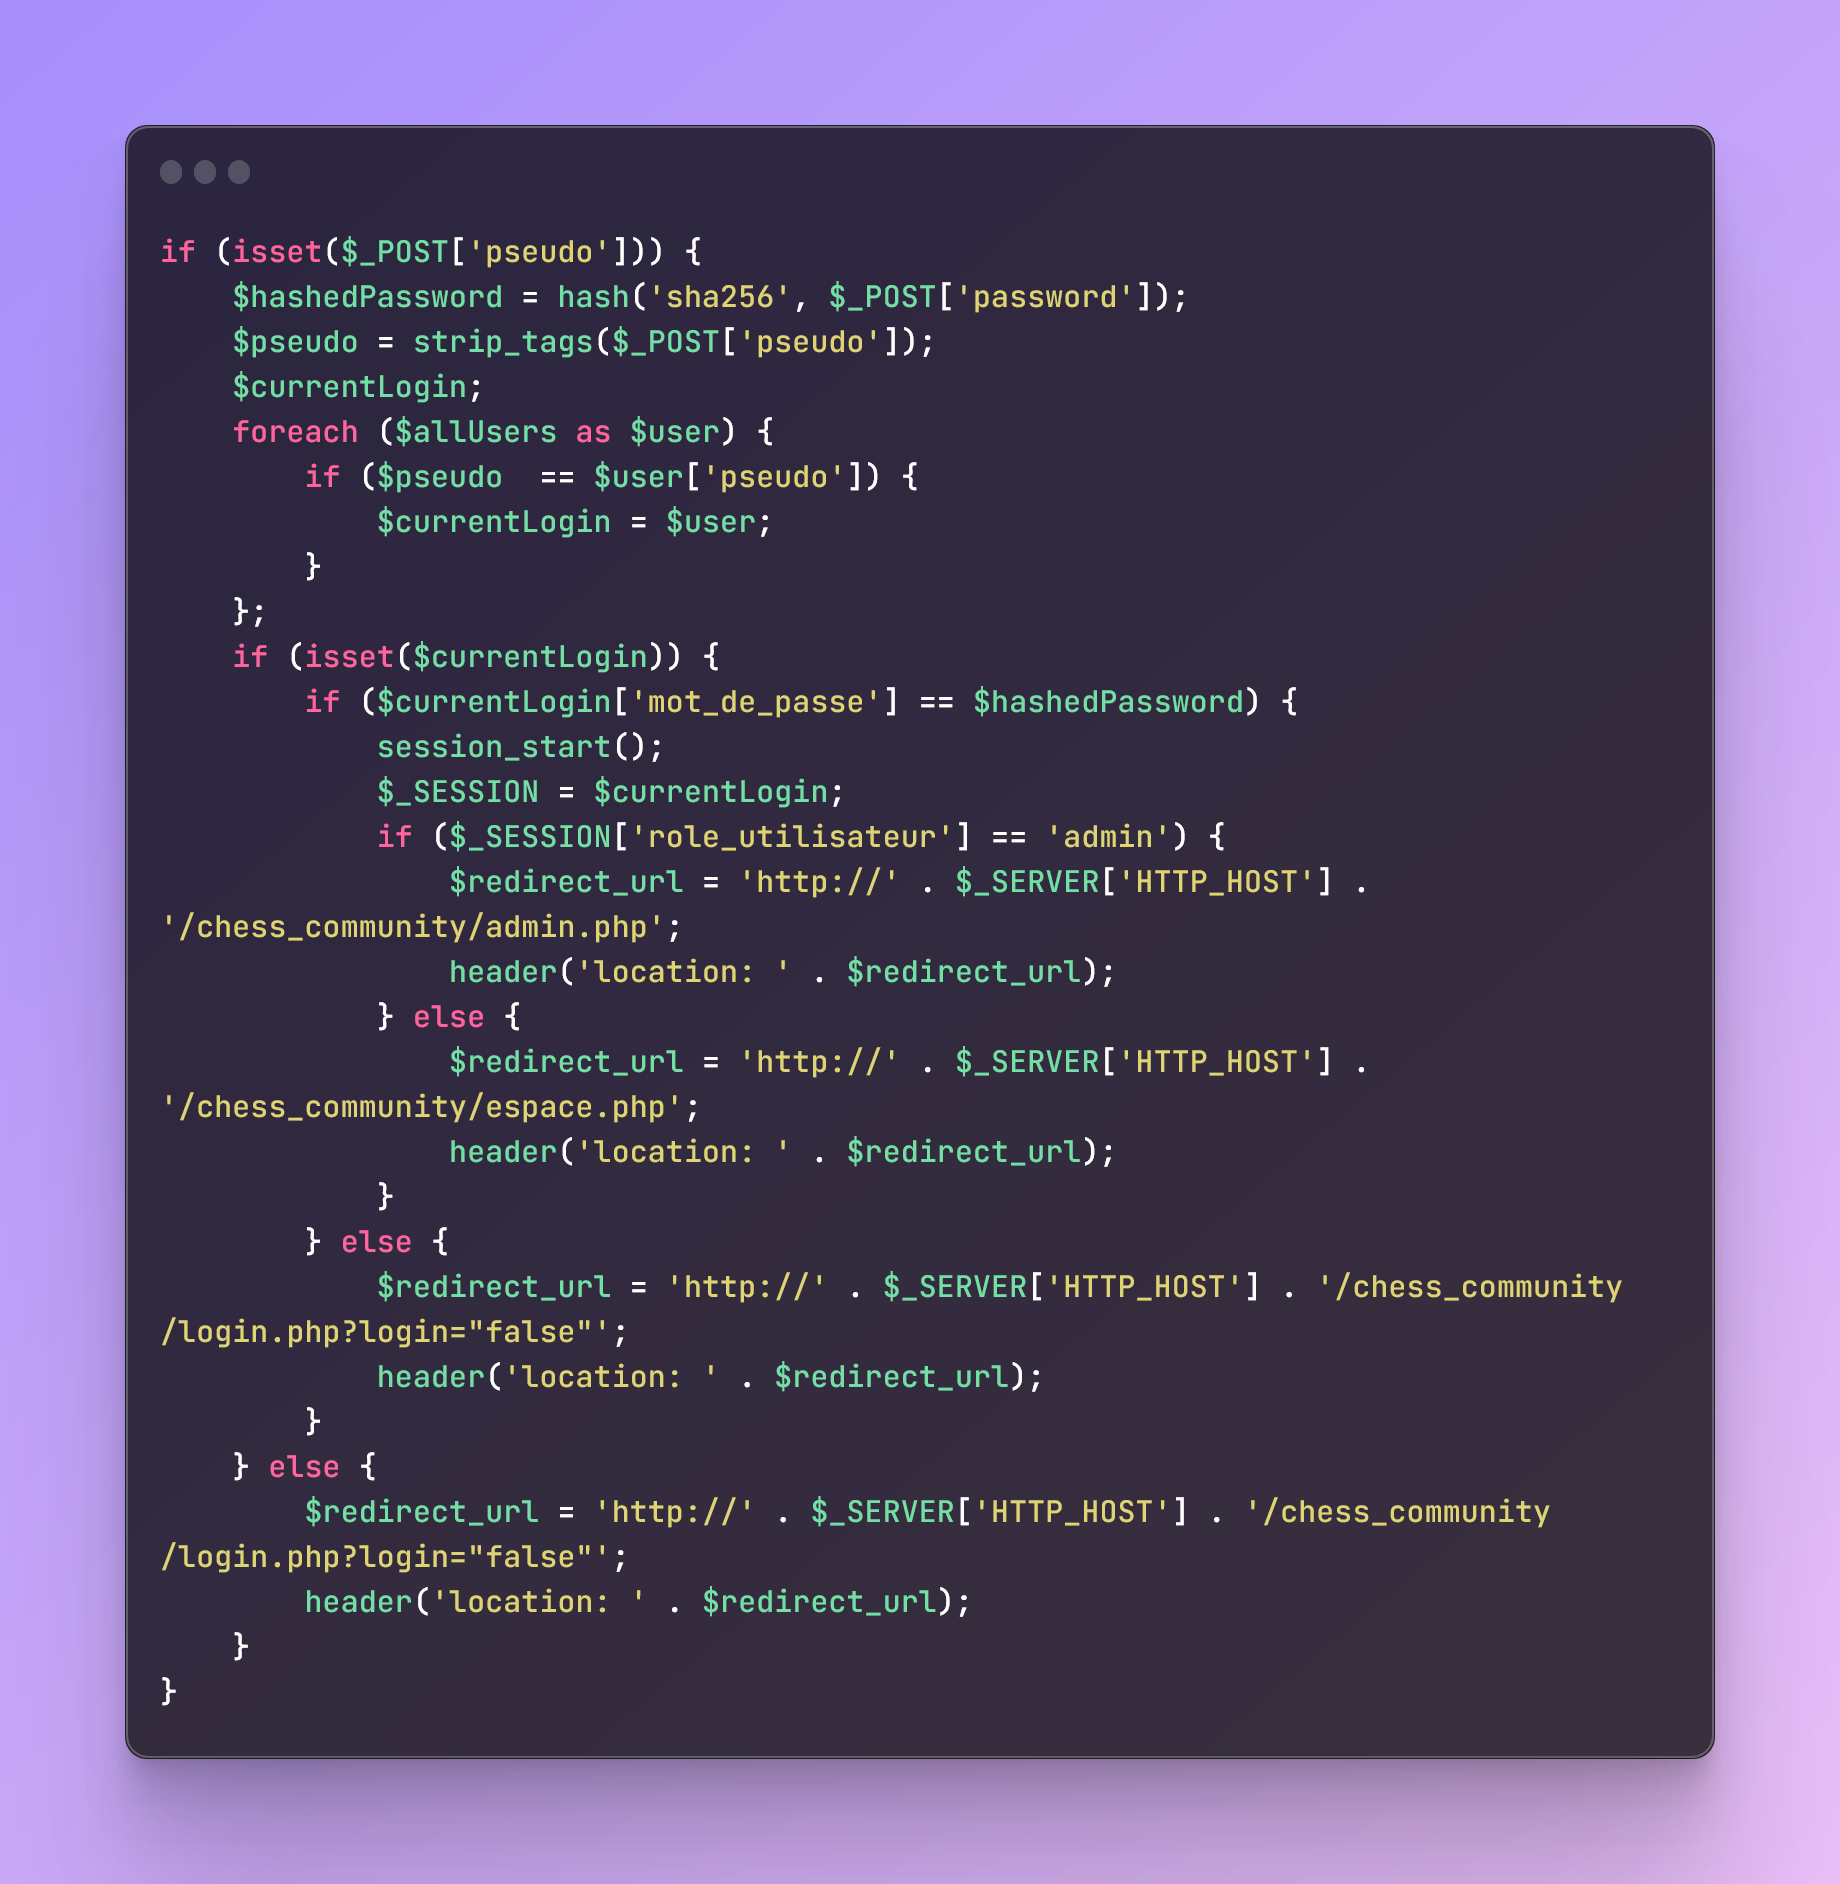 if (isset($_POST['pseudo'])) {
    $hashedPassword = hash('sha256', $_POST['password']);
    $pseudo = strip_tags($_POST['pseudo']);
    $currentLogin;
    foreach ($allUsers as $user) {
        if ($pseudo  == $user['pseudo']) {
            $currentLogin = $user;
        }
    };
    if (isset($currentLogin)) {
        if ($currentLogin['mot_de_passe'] == $hashedPassword) {
            session_start();
            $_SESSION = $currentLogin;
            if ($_SESSION['role_utilisateur'] == 'admin') {
                $redirect_url = 'http://' . $_SERVER['HTTP_HOST'] .
'/chess_community/admin.php';
                header('location: ' . $redirect_url);
            } else {
                $redirect_url = 'http://' . $_SERVER['HTTP_HOST'] .
'/chess_community/espace.php';
                header('location: ' . $redirect_url);
            }
        } else {
            $redirect_url = 'http://' . $_SERVER['HTTP_HOST'] . '/chess_community
/login.php?login="false"';
            header('location: ' . $redirect_url);
        }
    } else {
        $redirect_url = 'http://' . $_SERVER['HTTP_HOST'] . '/chess_community
/login.php?login="false"';
        header('location: ' . $redirect_url);
    }
}